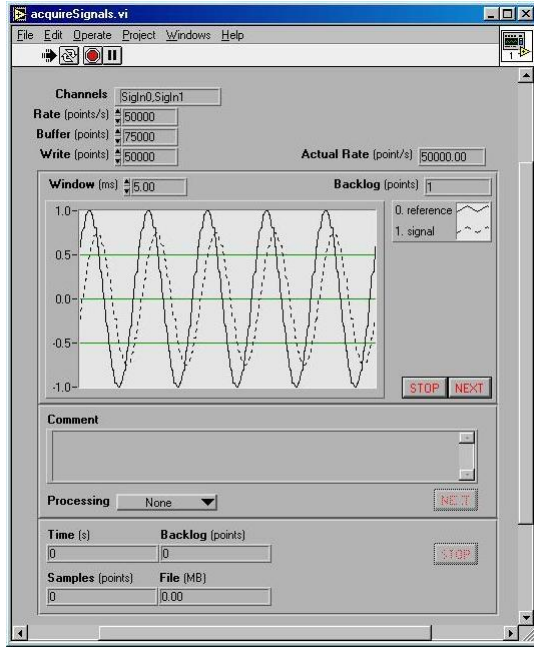 acquireSignals.vi
File Edit Operate Project Windows Help
1
Channels SigIn0,SigIn1
Rate (points/s) 50000
Buffer (points) 75000
Write (points) 50000 Actual Rate (point/s) 50000.00
Window (ms) 5.00 Backlog (points) 1
0. reference
1. signal
1.0-
0.5-
0.0-
-0.5-
-1.0-
STOP NEXT
Comment
Processing None NEXT
Time (s) Backlog (points)
0 0 STOP
Samples (points) File (MB)
0 0.00